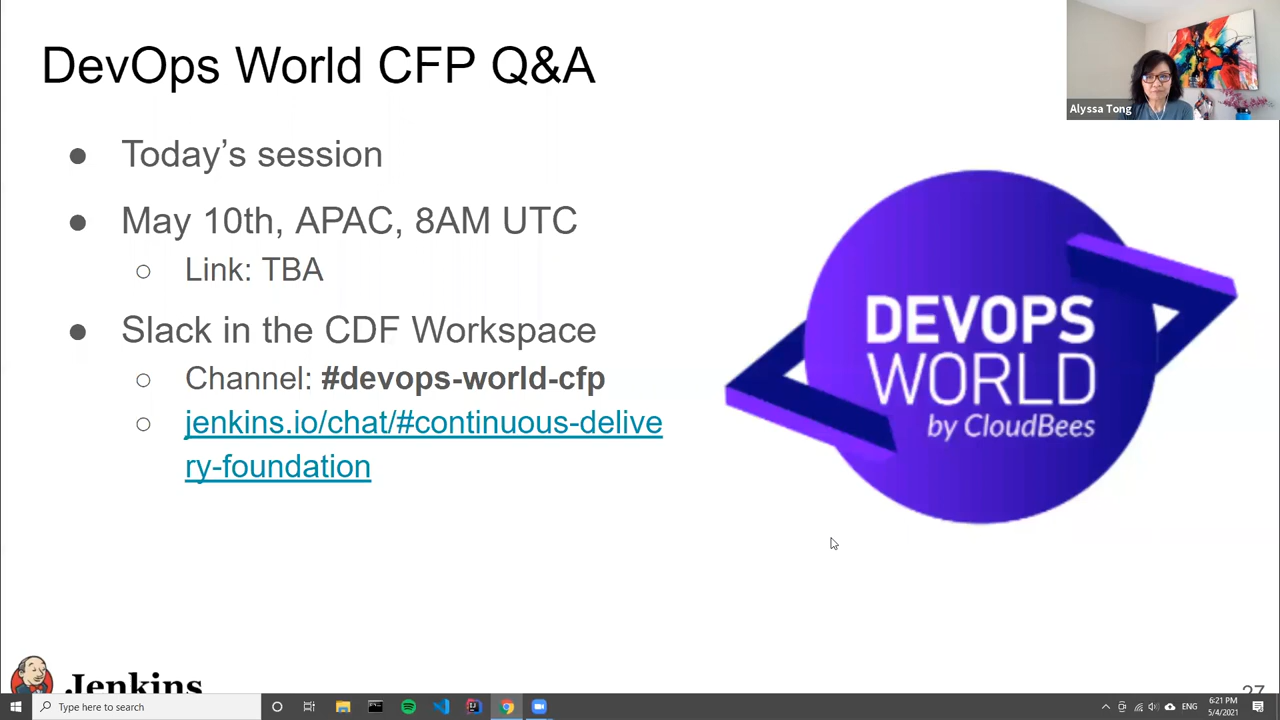 DevOps World CFP Q&A
Alyssa Tong
● Today's session
● May 10th, APAC, 8AM UTC
○ Link: TBA
● Slack in the CDF Workspace
○ Channel: #devops-world-cfp
○ jenkins.io/chat/#continuous-delive
ry-foundation
DEVOPS
WORLD
by CloudBees
Jenkins
27
Type here to search
ENG
6:21 PM
5/4/2021